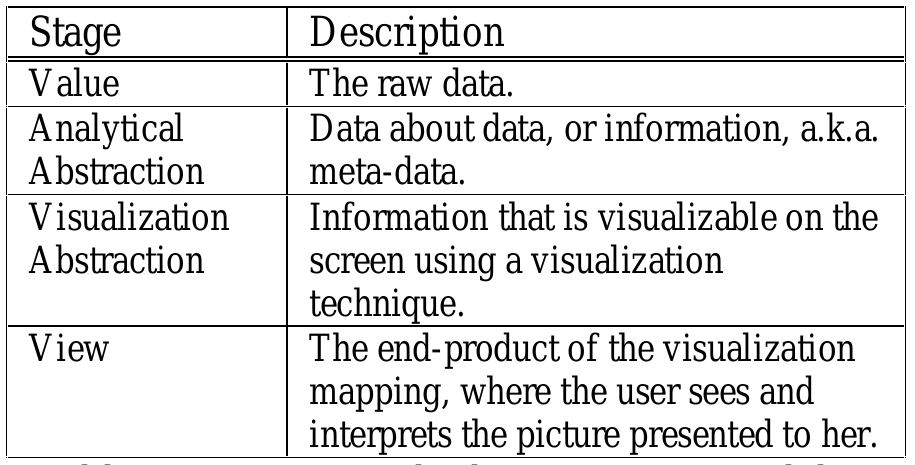 Stage Description
Value The raw data.
Analytical Data about data, or information, a.k.a.
Abstraction meta-data.
Visualization Information that is visualizable on the
Abstraction screen using a visualization
technique.
View The end-product of the visualization
mapping, where the user sees and
interprets the picture presented to her.